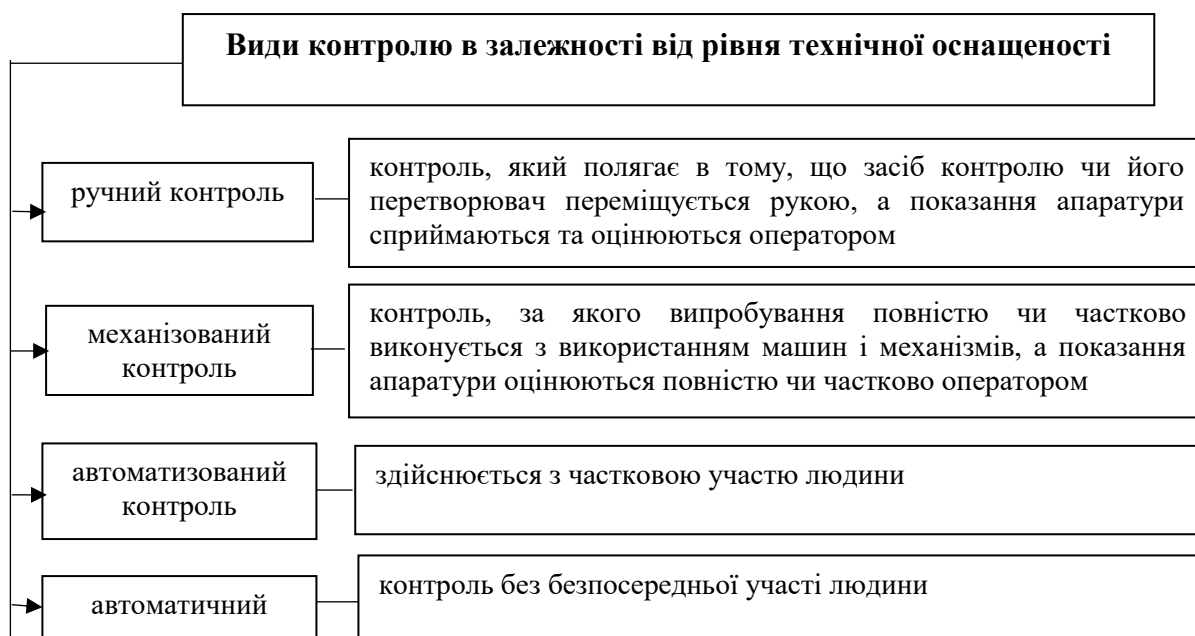 Види контролю в залежності від рівня технічної оснащеності
ручний контроль
контроль, який полягає в тому, що засіб контролю чи його
перетворювач переміщується рукою, а показання апаратури
сприймаються та оцінюються оператором
механізований
контроль
контроль, за якого випробування повністю чи частково
виконується з використанням машин і механізмів, а показання
апаратури оцінюються повністю чи частково оператором
автоматизований
контроль
здійснюється з частковою участю людини
автоматичний
контроль без безпосередньої участі людини